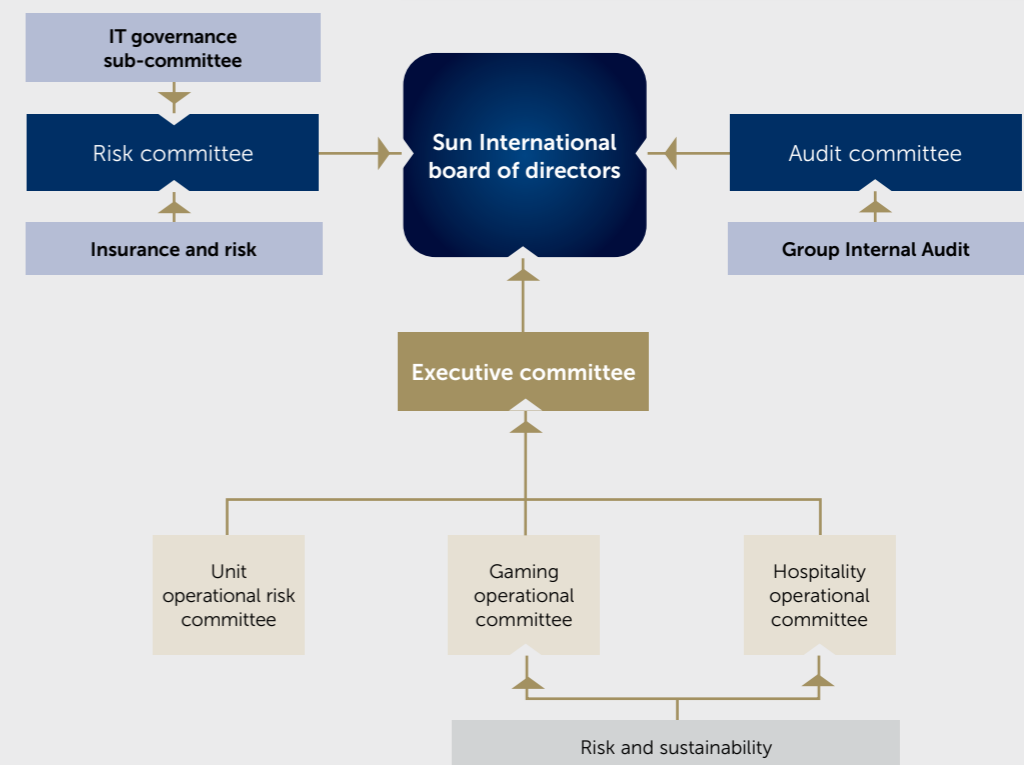 IT governance
sub-committee
Risk committee
Insurance and risk
Sun International
board of directors
Audit committee
Group Internal Audit
Executive committee
Unit
operational risk
committee
Gaming
operational
committee
Hospitality
operational
committee
Risk and sustainability